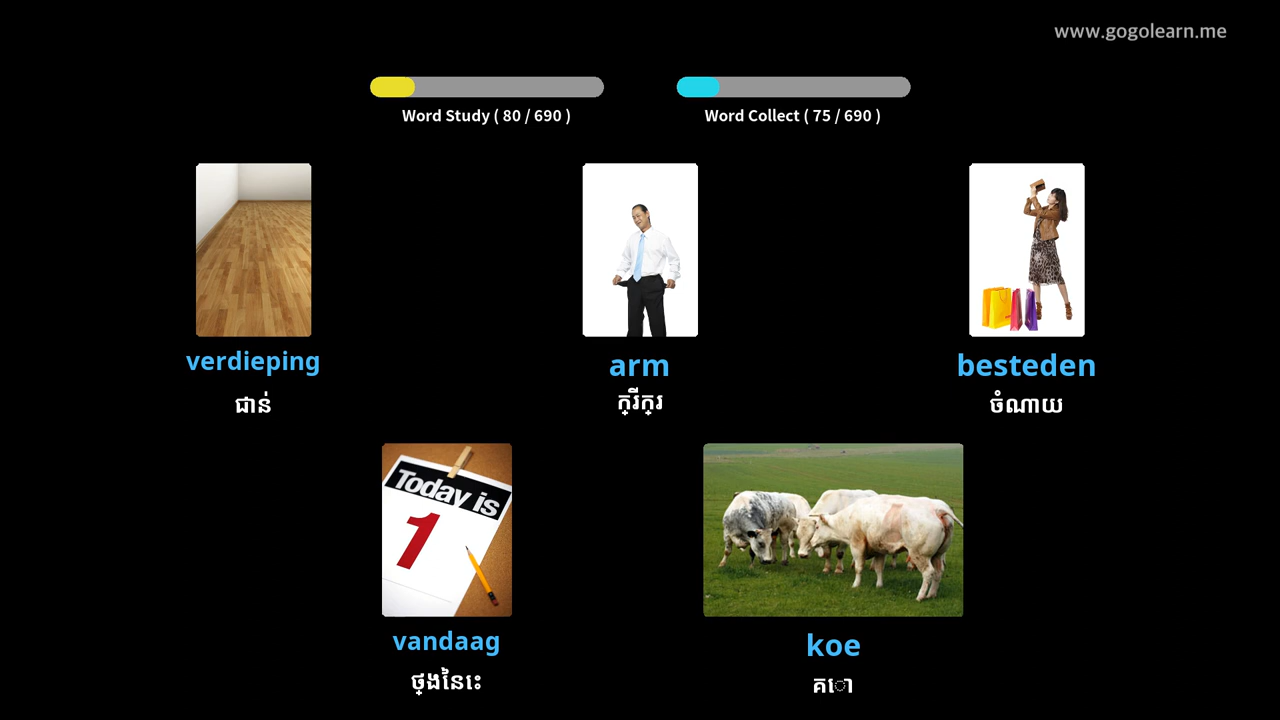 www.gogolearn.me
Word Study ( 80 / 690 )
Word Collect ( 75 / 690 )
verdieping
ជាន់
arm
ក្រីក្រ
besteden
ចំណាយ
Today is
1
vandaag
ថ្ងៃនេះ
koe
គោ